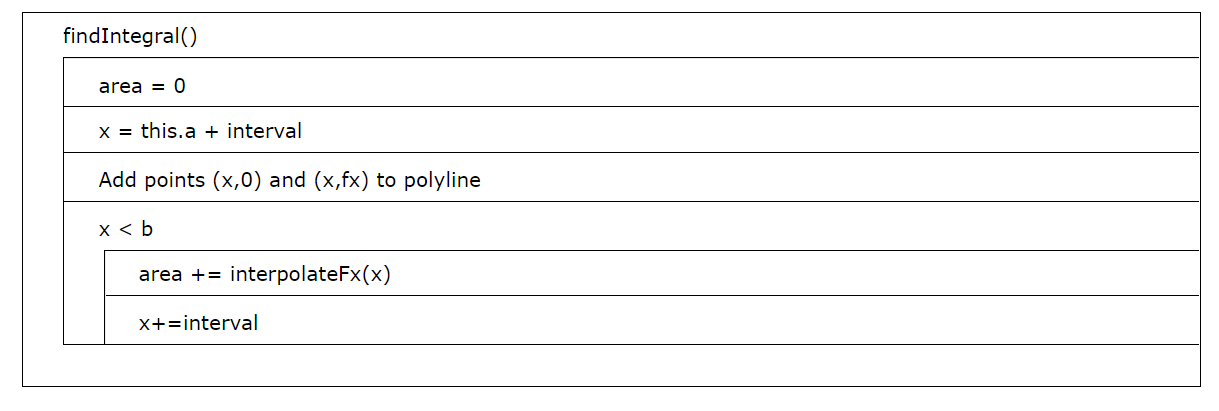 findIntegral()
area = 0
x = this.a + interval
Add points (x,0) and (x,fx) to polyline
x < b
area += interpolateFx(x)
x+=interval